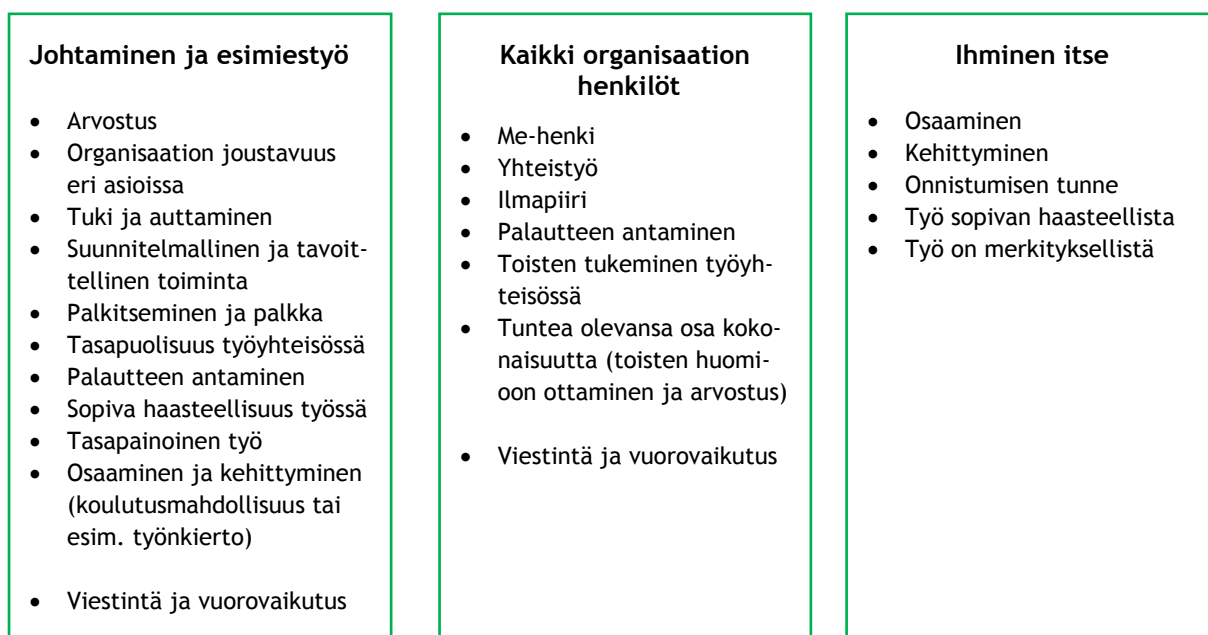 Johtaminen ja esimiestyö
• Arvostus
• Organisaation joustavuus
eri asioissa
• Tuki ja auttaminen
• Suunnitelmallinen ja tavoit-
tellinen toiminta
• Palkitseminen ja palkka
• Tasapuolisuus työyhteisössä
• Palautteen antaminen
• Sopiva haasteellisuus työssä
• Tasapainoinen työ
• Osaaminen ja kehittyminen
(koulutusmahdollisuus tai
esim. työnkierto)
• Viestintä ja vuorovaikutus
Kaikki organisaation
henkilöt
• Me-henki
• Yhteistyö
• Ilmapiiri
• Palautteen antaminen
• Toisten tukeminen työyh-
teisössä
• Tuntea olevansa osa koko-
naisuutta (toisten huomi-
oon ottaminen ja arvostus)
• Viestintä ja vuorovaikutus
Ihminen itse
• Osaaminen
• Kehittyminen
• Onnistumisen tunne
• Työ sopivan haasteellista
• Työ on merkityksellistä